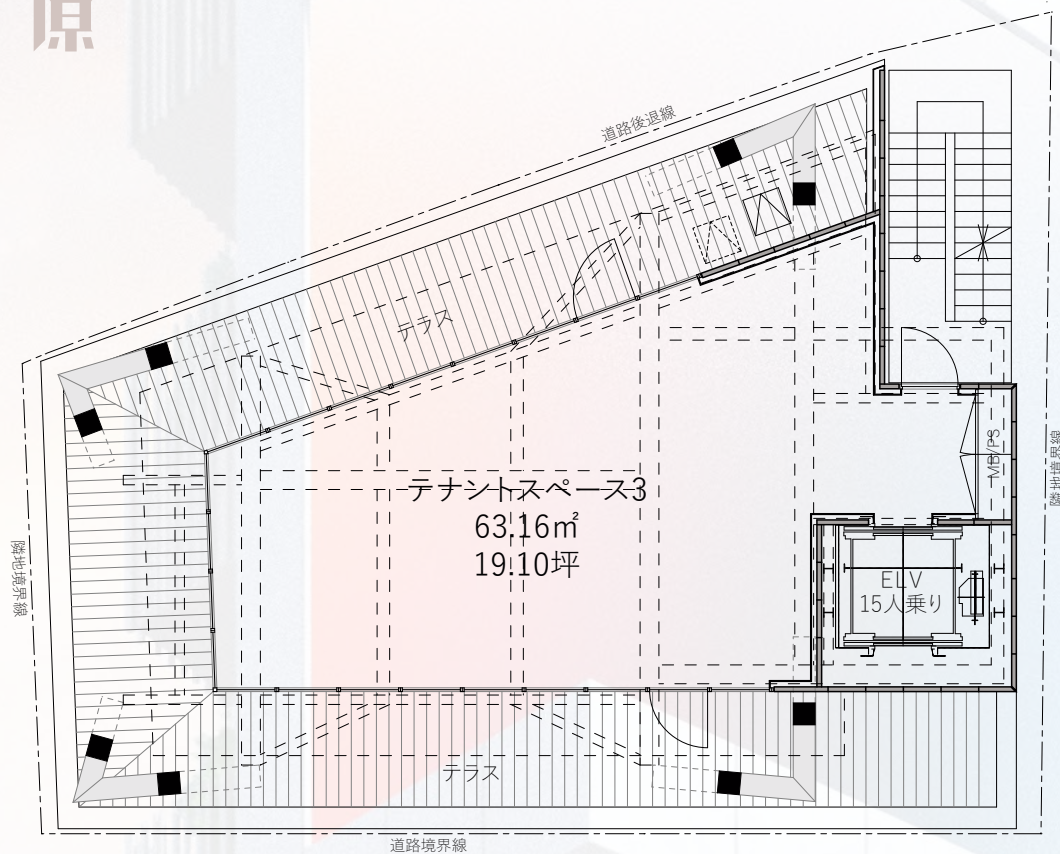 原
道路後退線
テラス
隣地境界線
MB/PS
テナントスペース3
63.16㎡
19.10坪
ELV
15人乗り
隣地境界線
テラス
道路境界線